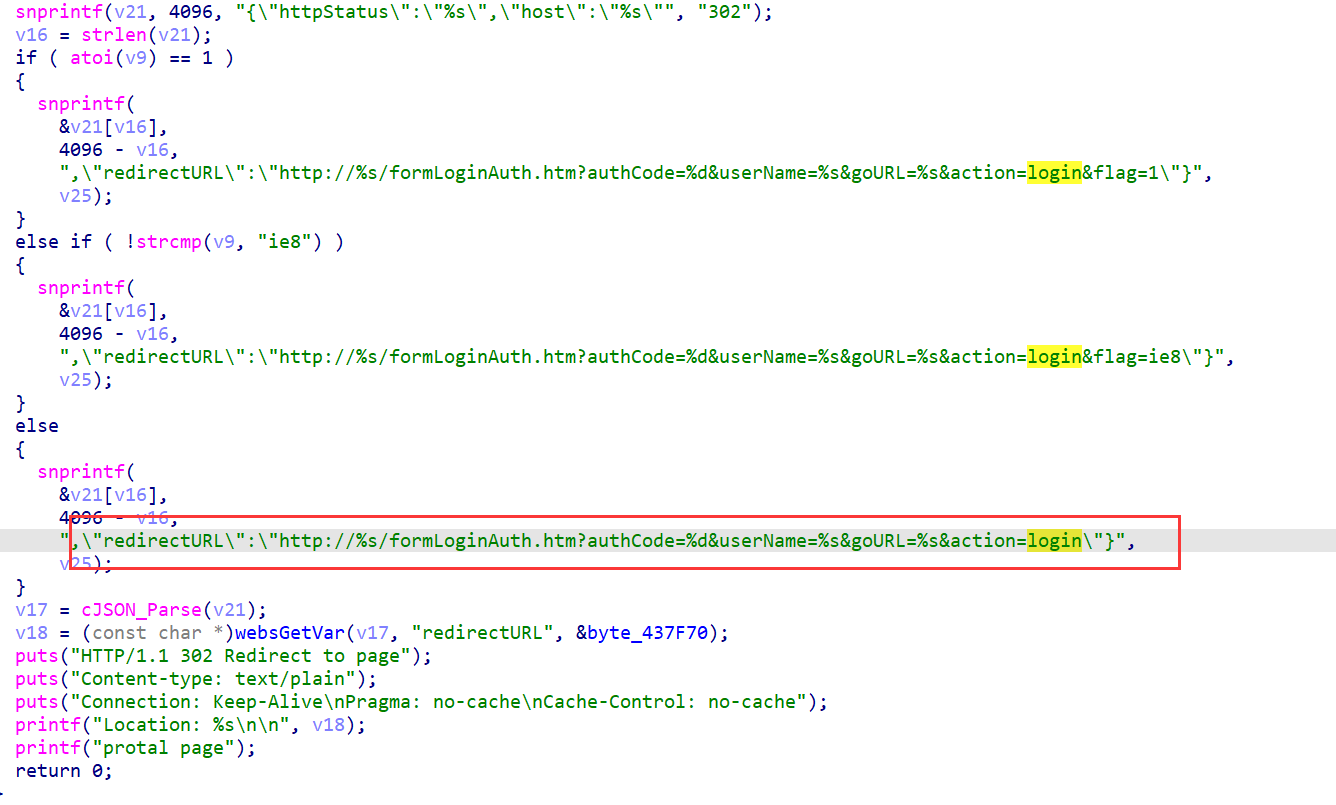 snprintf(v21, 4096, "{\"httpStatus\":\"%s\",\"host\":\"%s\"", "302");
v16 = strlen(v21);
if ( atoi(v9) == 1 )
{
snprintf(
&v21[v16],
4096 - v16,
",\"redirectURL\":\"http://%s/formLoginAuth.htm?authCode=%d&userName=%s&goURL=%s&action=login&flag=1\"}",
v25);
}
else if ( !strcmp(v9, "ie8") )
{
snprintf(
&v21[v16],
4096 - v16,
",\"redirectURL\":\"http://%s/formLoginAuth.htm?authCode=%d&userName=%s&goURL=%s&action=login&flag=ie8\"}",
v25);
}
else
{
snprintf(
&v21[v16],
4096 - v16,
",\"redirectURL\":\"http://%s/formLoginAuth.htm?authCode=%d&userName=%s&goURL=%s&action=login\"}",
v25);
}
v17 = cJSON_Parse(v21);
v18 = (const char *)websGetVar(v17, "redirectURL", &byte_437F70);
puts("HTTP/1.1 302 Redirect to page");
puts("Content-type: text/plain");
puts("Connection: Keep-Alive\nPragma: no-cache\nCache-Control: no-cache");
printf("Location: %s\n\n", v18);
printf("protal page");
return 0;